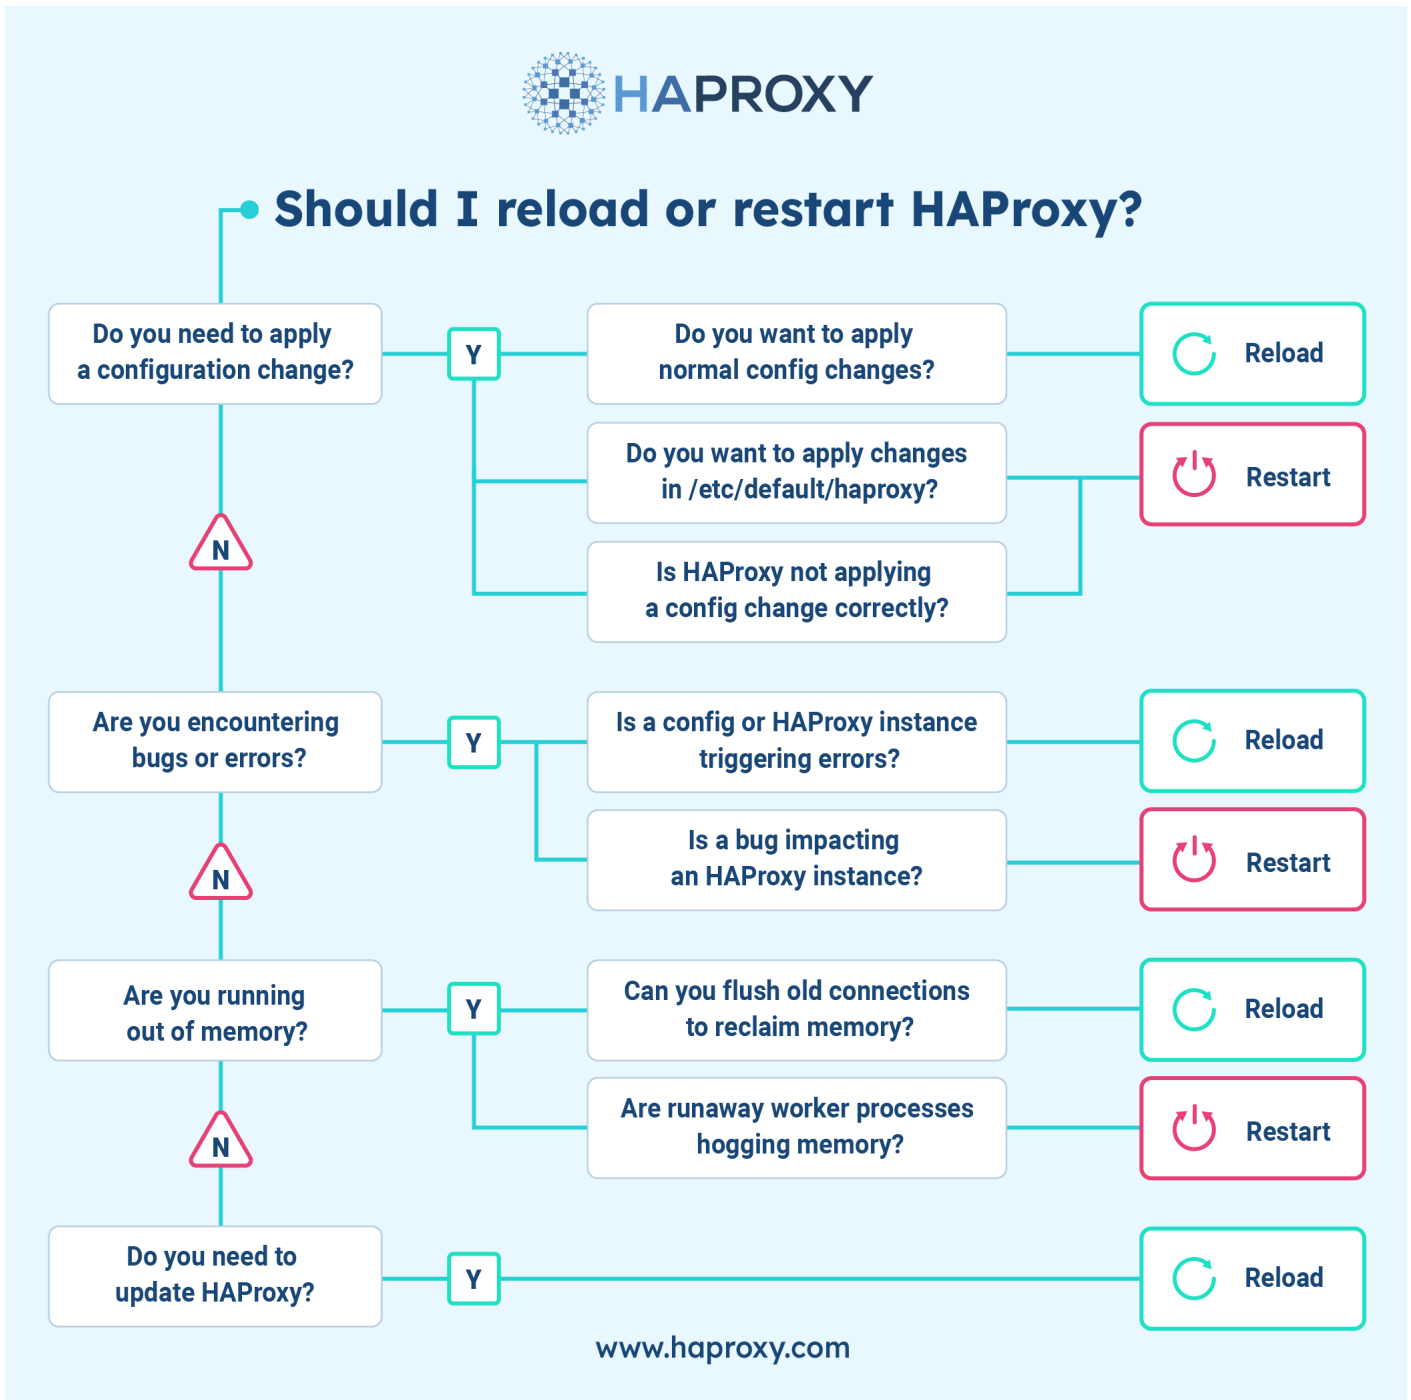 HAPROXY
Should I reload or restart HAProxy?
Do you need to apply
a configuration change?
Y
Do you want to apply
normal config changes?
Reload
Do you want to apply changes
in /etc/default/haproxy?
Restart
Is HAProxy not applying
a config change correctly?
N
Are you encountering
bugs or errors?
Y
Is a config or HAProxy instance
triggering errors?
Reload
Is a bug impacting
an HAProxy instance?
Restart
N
Are you running
out of memory?
Y
Can you flush old connections
to reclaim memory?
Reload
Are runaway worker processes
hogging memory?
Restart
N
Do you need to
update HAProxy?
Y
Reload
www.haproxy.com